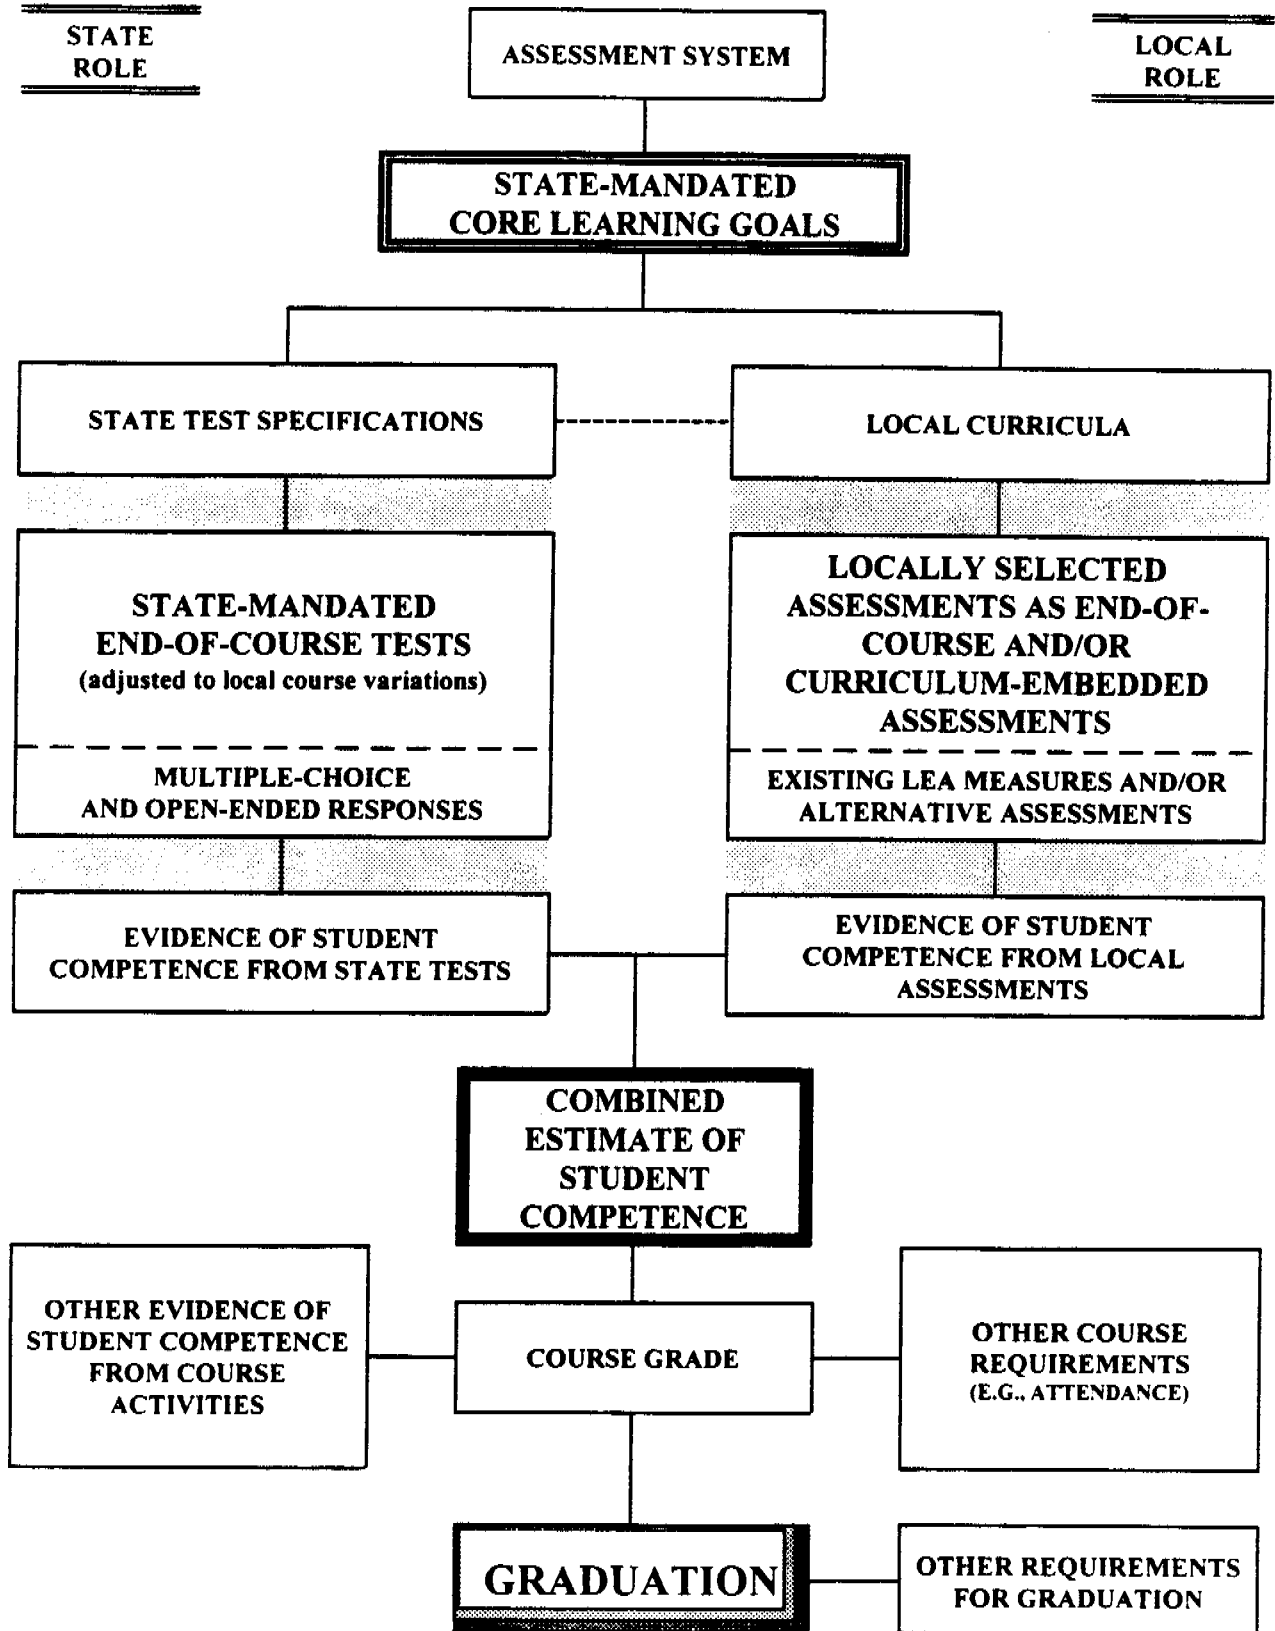 STATE
ROLE
ASSESSMENT SYSTEM
LOCAL
ROLE
STATE-MANDATED
CORE LEARNING GOALS
STATE TEST SPECIFICATIONS
LOCAL CURRICULA
STATE-MANDATED
END-OF-COURSE TESTS
(adjusted to local course variations)
MULTIPLE-CHOICE
AND OPEN-ENDED RESPONSES
LOCALLY SELECTED
ASSESSMENTS AS END-OF-
COURSE AND/OR
CURRICULUM-EMBEDDED
ASSESSMENTS
EXISTING LEA MEASURES AND/OR
ALTERNATIVE ASSESSMENTS
EVIDENCE OF STUDENT
COMPETENCE FROM STATE TESTS
EVIDENCE OF STUDENT
COMPETENCE FROM LOCAL
ASSESSMENTS
COMBINED
ESTIMATE OF
STUDENT
COMPETENCE
OTHER EVIDENCE OF
STUDENT COMPETENCE
FROM COURSE
ACTIVITIES
COURSE GRADE
OTHER COURSE
REQUIREMENTS
(E.G., ATTENDANCE)
GRADUATION
OTHER REQUIREMENTS
FOR GRADUATION